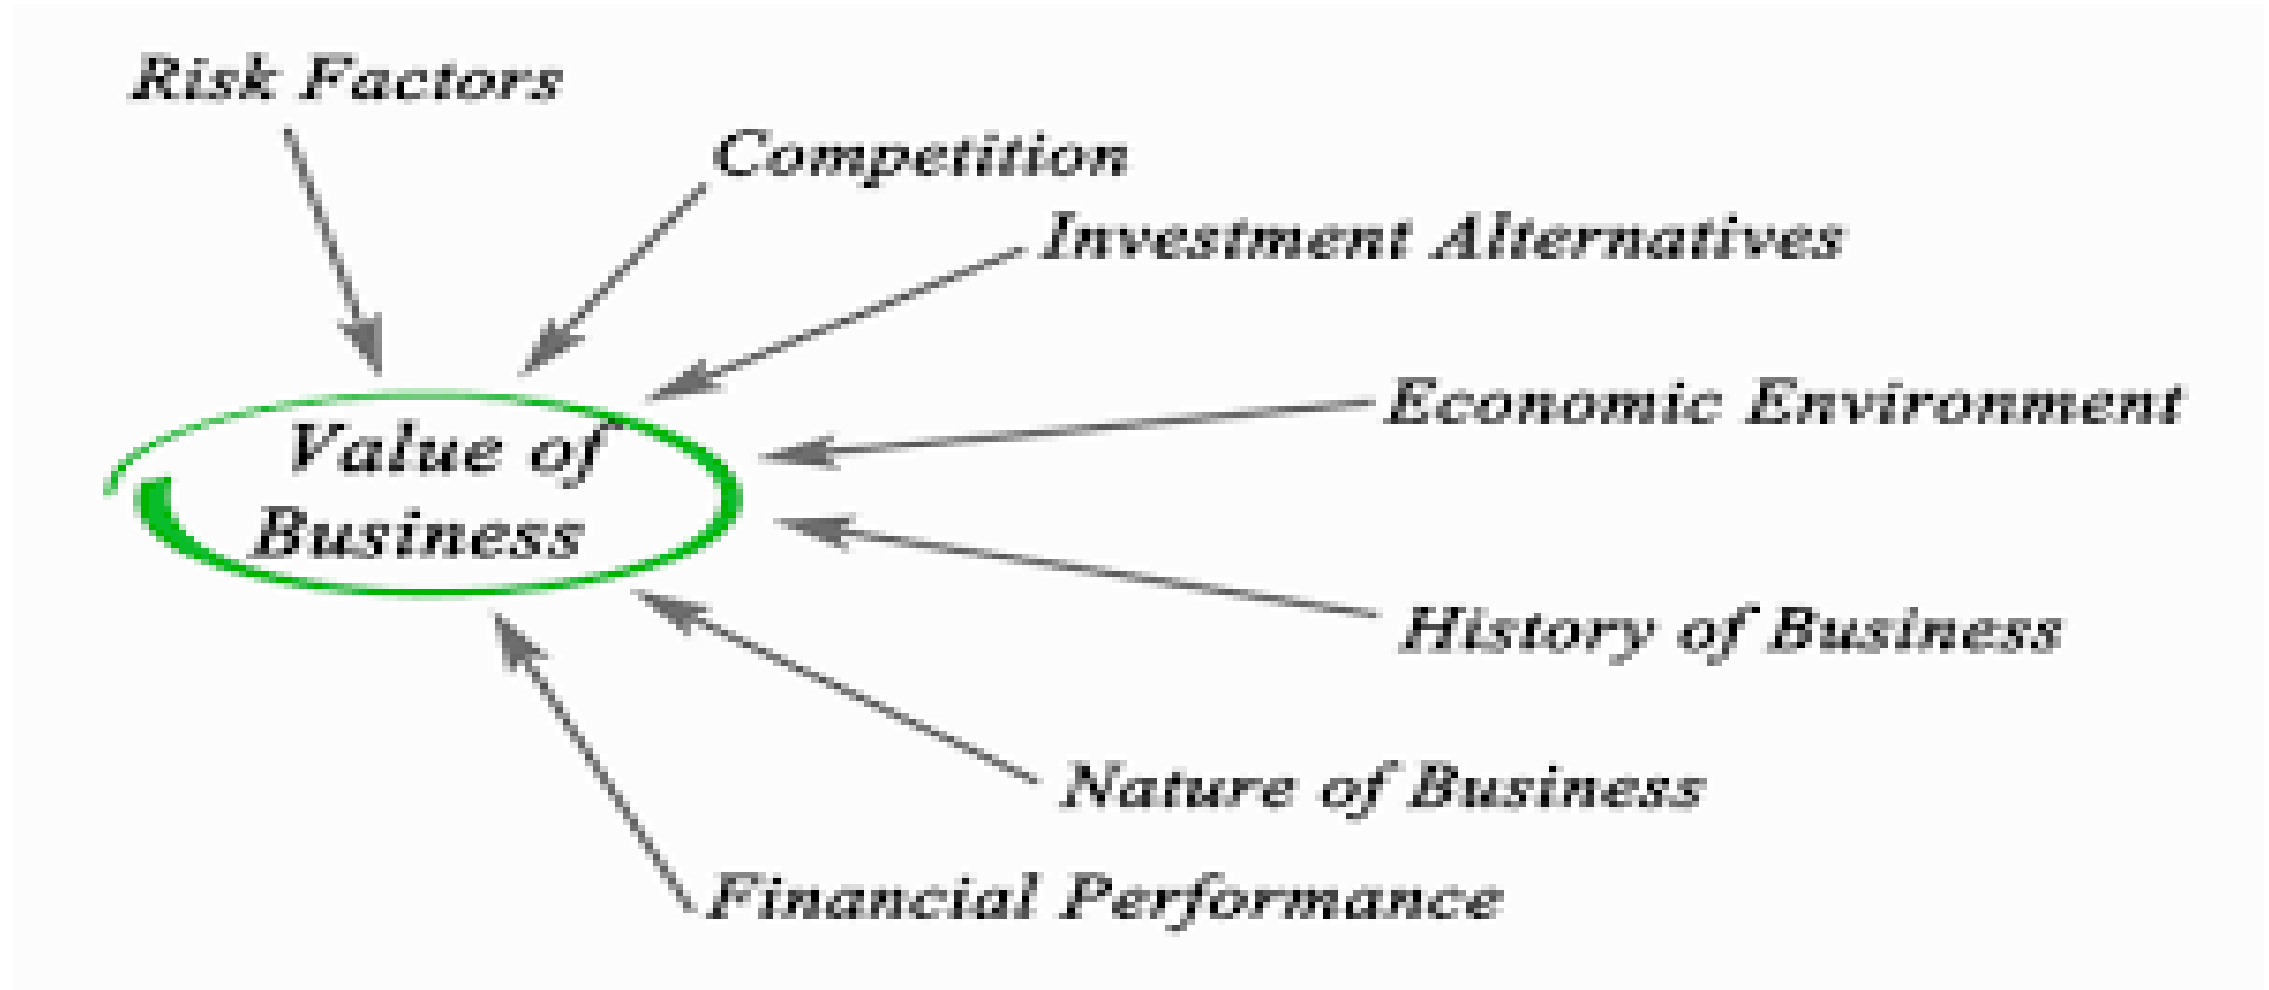 Risk Factors
Competition
Investment Alternatives
Economic Environment
Value of
Business
History of Business
Nature of Business
Financial Performance